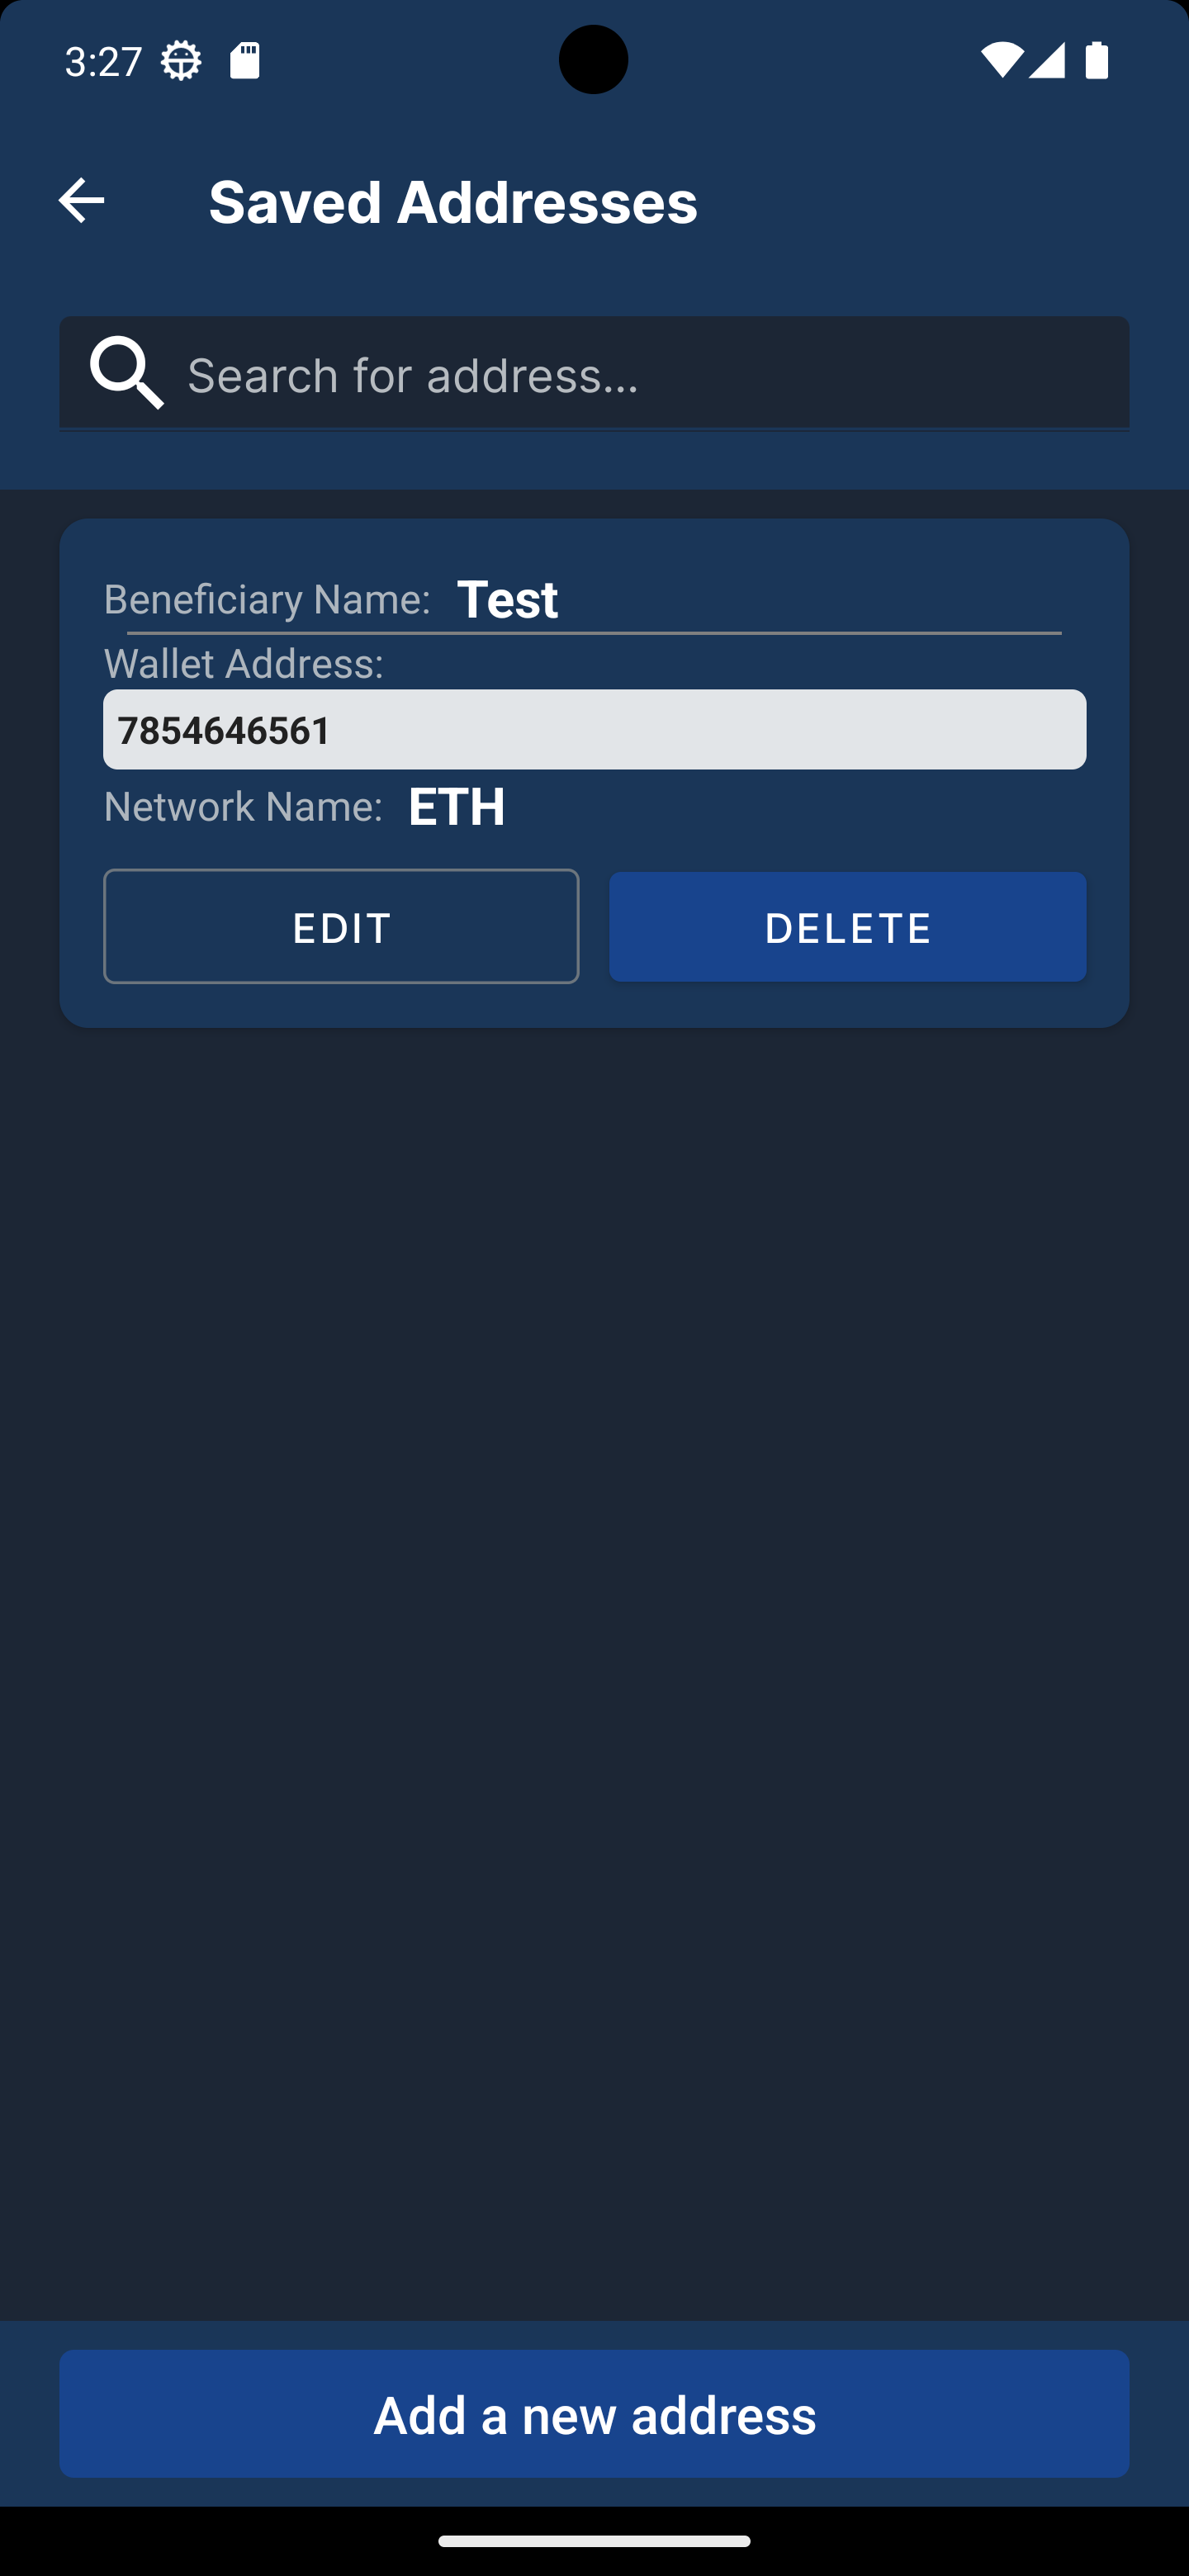 3:27
Saved Addresses
Search for address...
Beneficiary Name: Test
Wallet Address:
7854646561
Network Name: ETH
EDIT DELETE
Add a new address